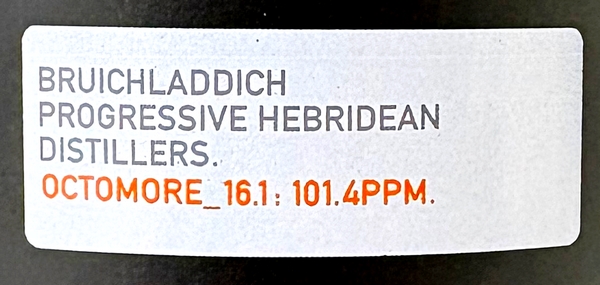 BRUICHLADDICH
PROGRESSIVE HEBRIDEAN
DISTILLERS.
OCTOMORE_16.1: 101.4PPM.